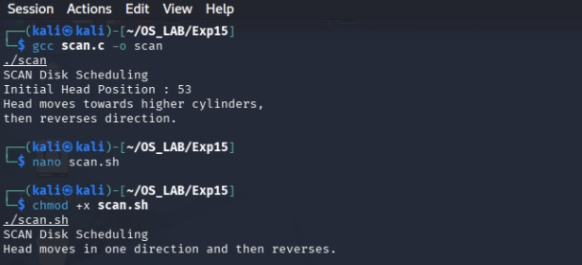 Session Actions Edit View Help
┌──(kali㉿kali)-[~/OS_LAB/Exp15]
└─$ gcc scan.c -o scan
./scan
SCAN Disk Scheduling
Initial Head Position : 53
Head moves towards higher cylinders,
then reverses direction.
┌──(kali㉿kali)-[~/OS_LAB/Exp15]
└─$ nano scan.sh
┌──(kali㉿kali)-[~/OS_LAB/Exp15]
└─$ chmod +x scan.sh
./scan.sh
SCAN Disk Scheduling
Head moves in one direction and then reverses.